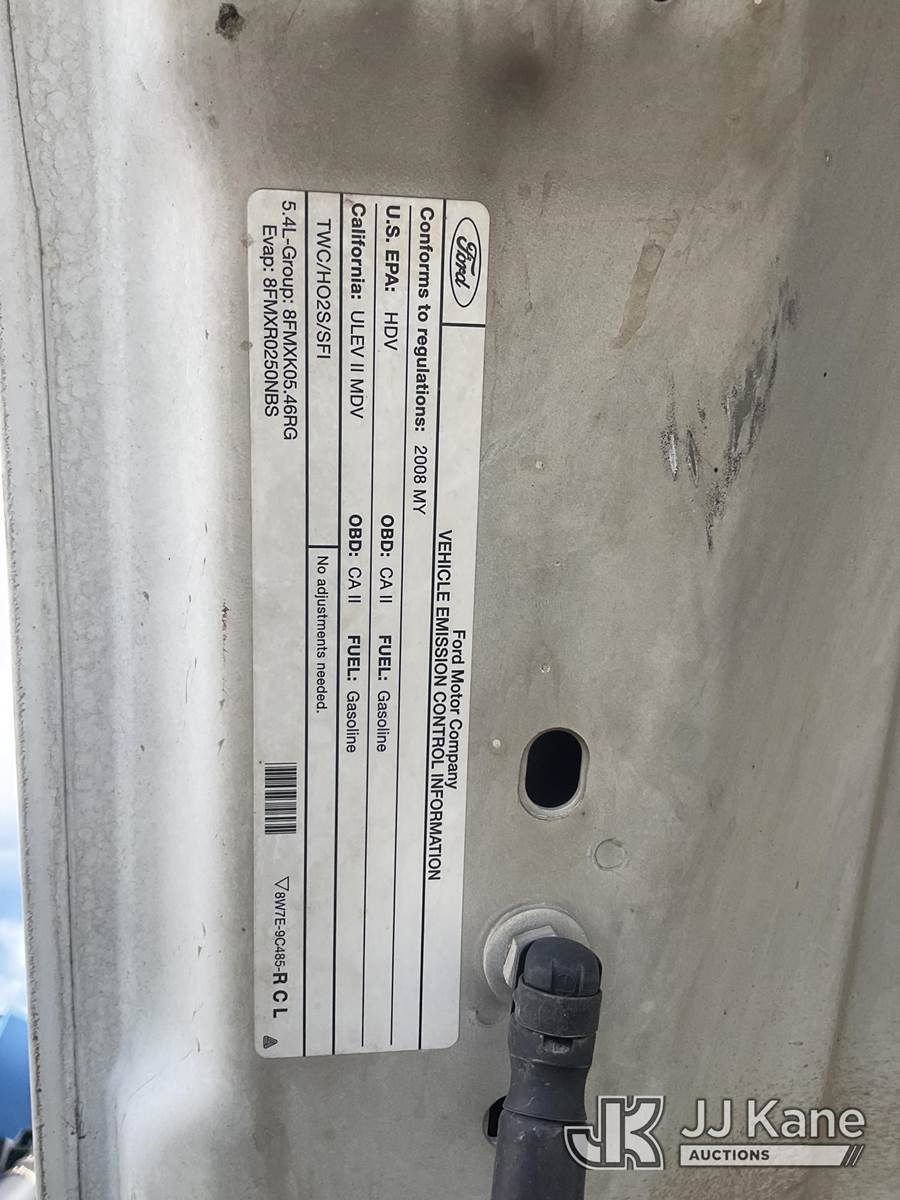 Ford
Ford Motor Company
VEHICLE EMISSION CONTROL INFORMATION
Conforms to regulations: 2008 MY
U.S. EPA: HDV OBD: CA II FUEL: Gasoline
California: ULEV II MDV OBD: CA II FUEL: Gasoline
TWC/HO2S/SFI No adjustments needed.
5.4L-Group: 8FMXK05.46RG
Evap: 8FMXR0250NBS
8W7E-9C485-R C L
JK JJ Kane
AUCTIONS